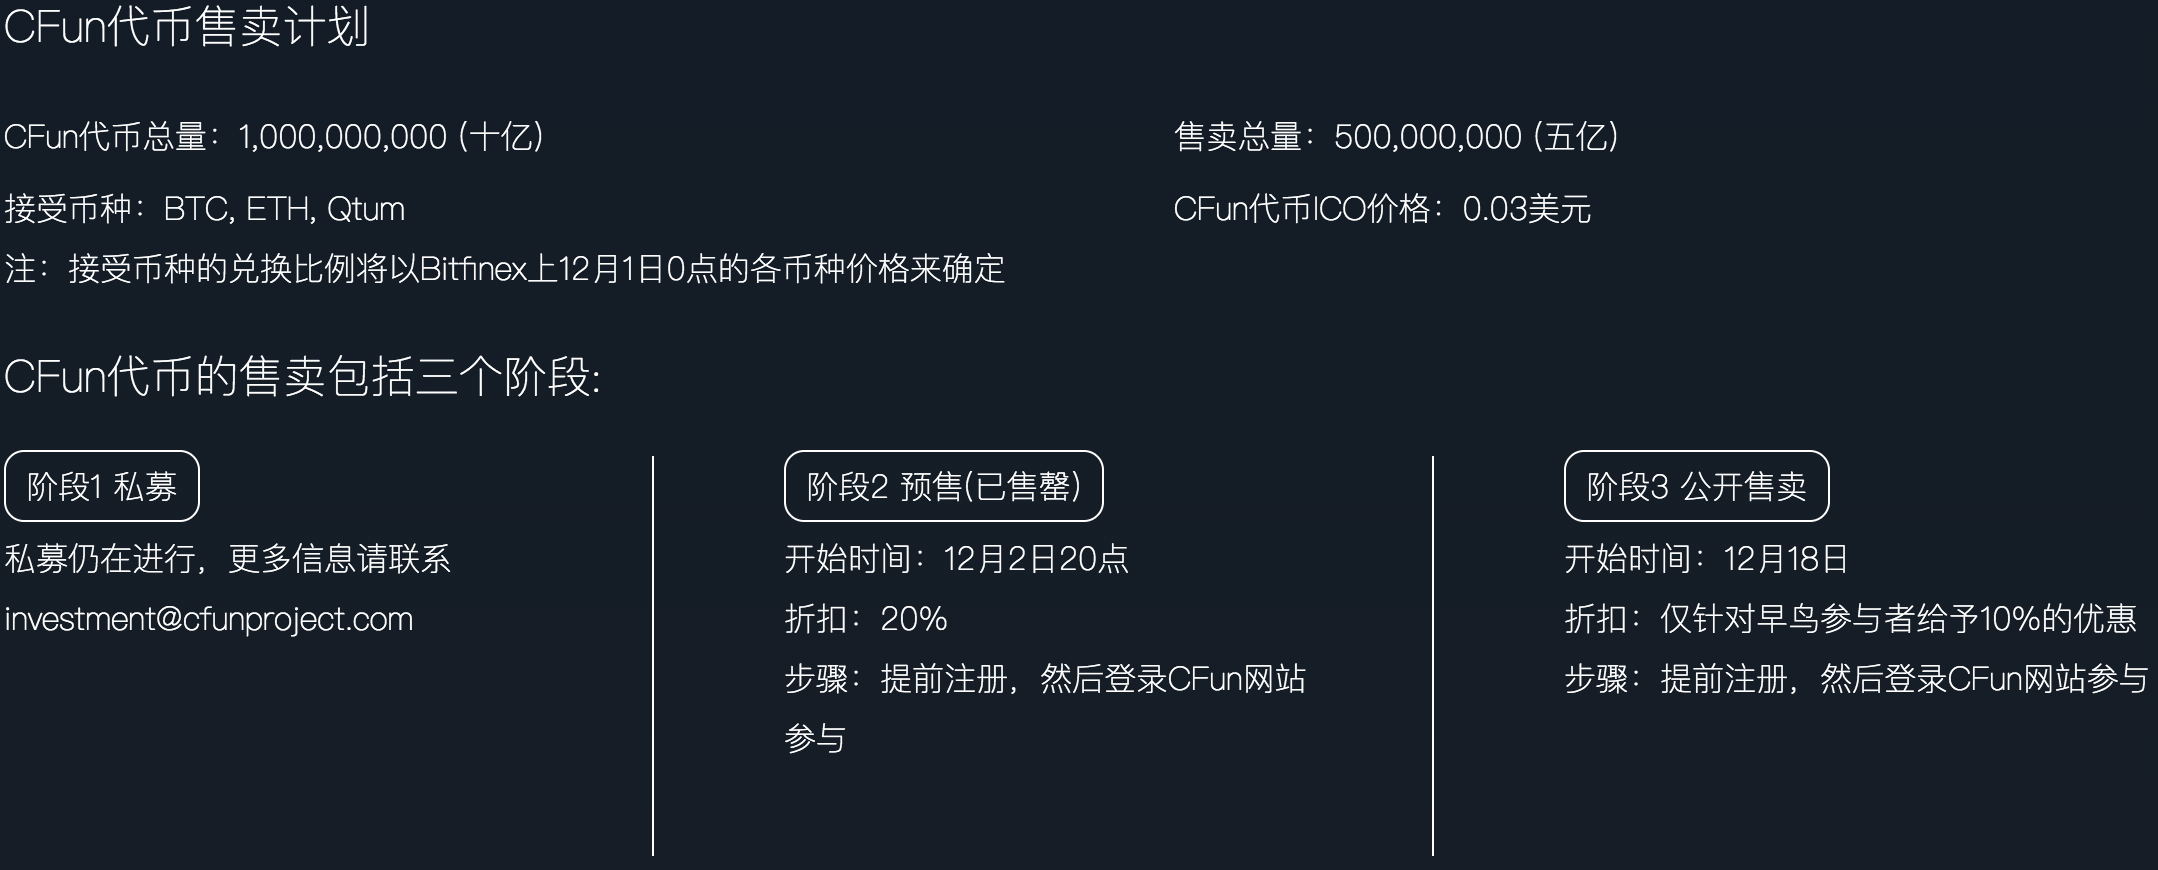 CFun代币售卖计划
CFun代币总量：1,000,000,000 (十亿)
售卖总量：500,000,000 (五亿)
接受币种：BTC, ETH, Qtum
CFun代币ICO价格：0.03美元
注：接受币种的兑换比例将以Bitfinex上12月1日0点的各币种价格来确定
CFun代币的售卖包括三个阶段:
阶段1 私募
私募仍在进行，更多信息请联系
investment@cfunproject.com
阶段2 预售(已售罄)
开始时间：12月2日20点
折扣：20%
步骤：提前注册，然后登录CFun网站
参与
阶段3 公开售卖
开始时间：12月18日
折扣：仅针对早鸟参与者给予10%的优惠
步骤：提前注册，然后登录CFun网站参与